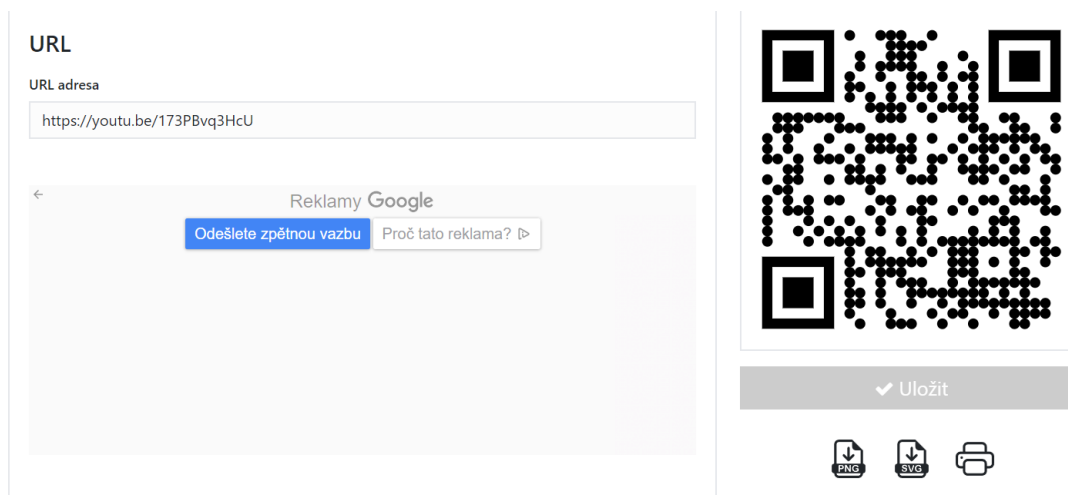 URL
URL adresa
https://youtu.be/173PBvq3HcU
Reklamy Google
Odešlete zpětnou vazbu
Proč tato reklama?
Uložit
PNG
SVG